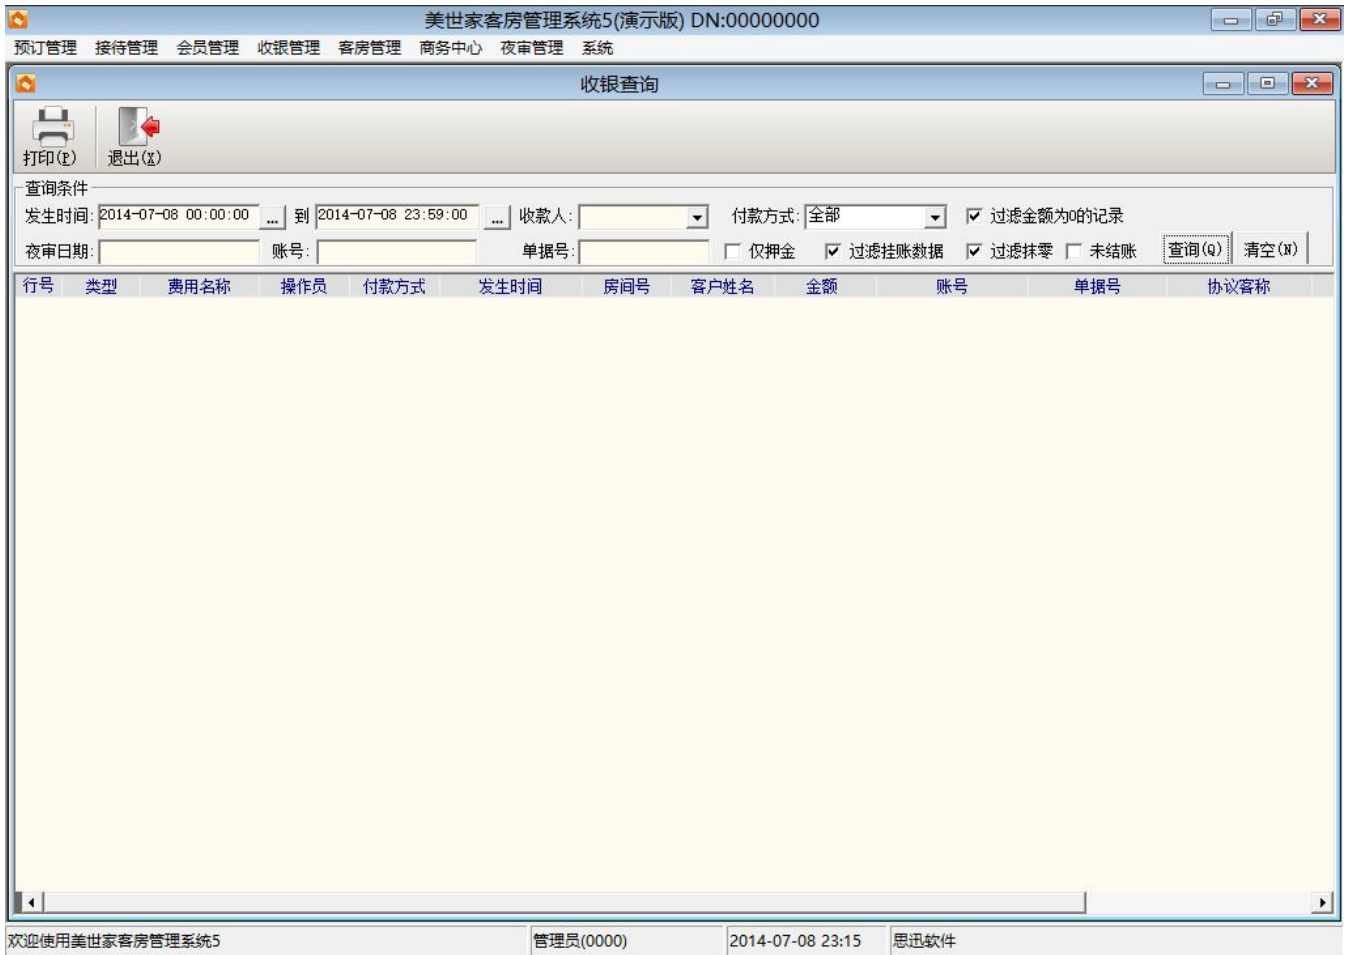 美世家客房管理系统5(演示版) DN:00000000
预订管理 接待管理 会员管理 收银管理 客房管理 商务中心 夜审管理 系统
收银查询
打印(P) 退出(X)
查询条件
发生时间: 2014-07-08 00:00:00 ... 到 2014-07-08 23:59:00 ... 收款人: 付款方式: 全部 过滤金额为0的记录
夜审日期: 账号: 单据号: 仅押金 过滤挂账数据 过滤抹零 未结账 查询(Q) 清空(N)
行号 类型 费用名称 操作员 付款方式 发生时间 房间号 客户姓名 金额 账号 单据号 协议客称
欢迎使用美世家客房管理系统5 管理员(0000) 2014-07-08 23:15 思迅软件